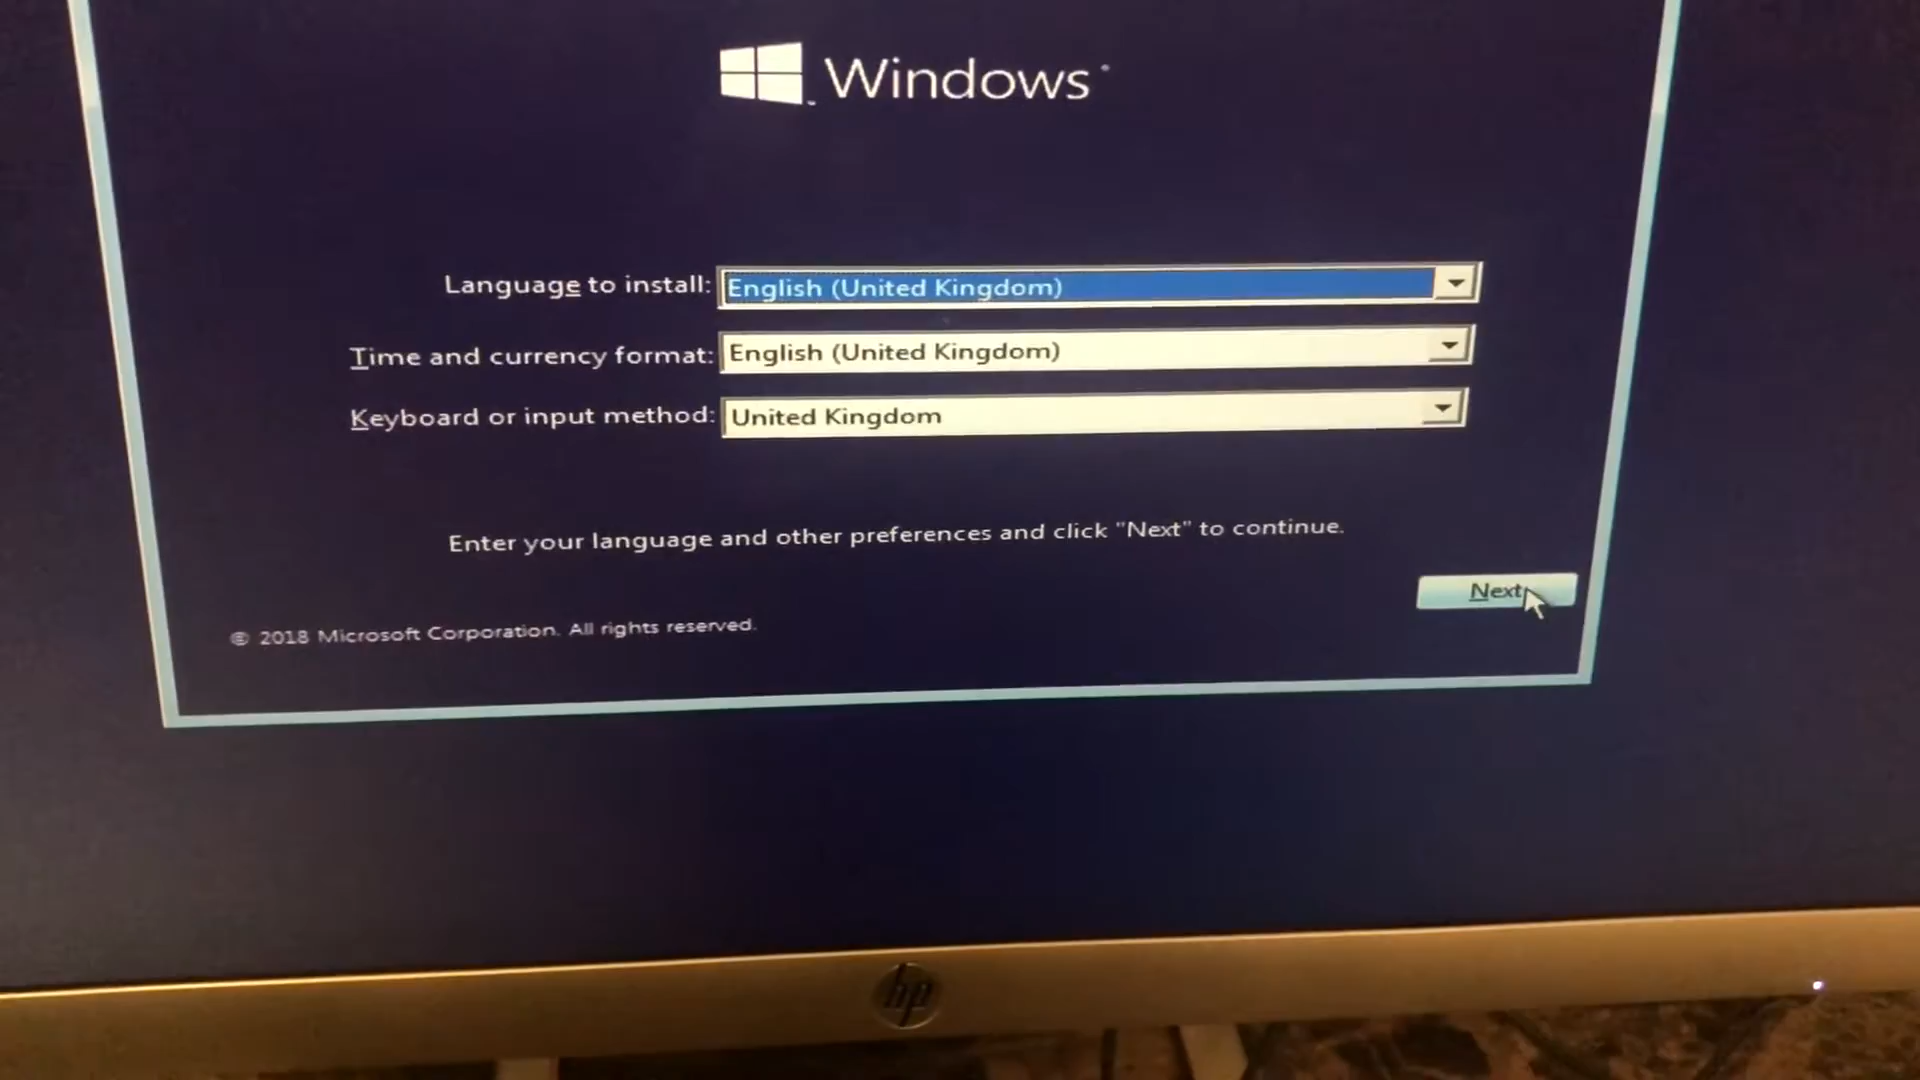 Windows
Language to install: English (United Kingdom)
Time and currency format: English (United Kingdom)
Keyboard or input method: United Kingdom
Enter your language and other preferences and click "Next" to continue.
Next
© 2018 Microsoft Corporation. All rights reserved.
hp